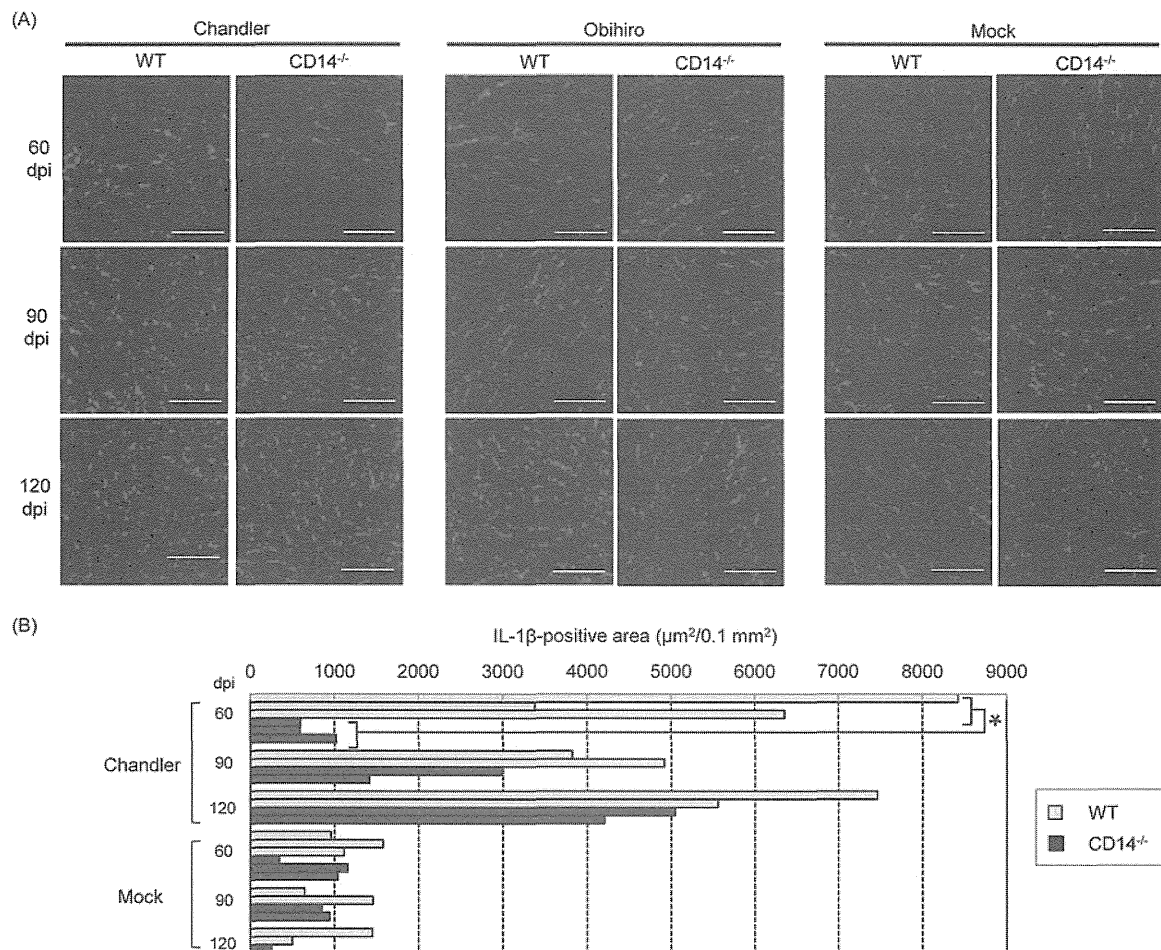 (A)
Chandler Obihiro Mock
WT CD14-/- WT CD14-/- WT CD14-/-
60
dpi
90
dpi
120
dpi
(B)
IL-1β-positive area (µm²/0.1 mm²)
0 1000 2000 3000 4000 5000 6000 7000 8000 9000
dpi
60
*
Chandler 90
120
60
Mock 90
120
WT
CD14-/-